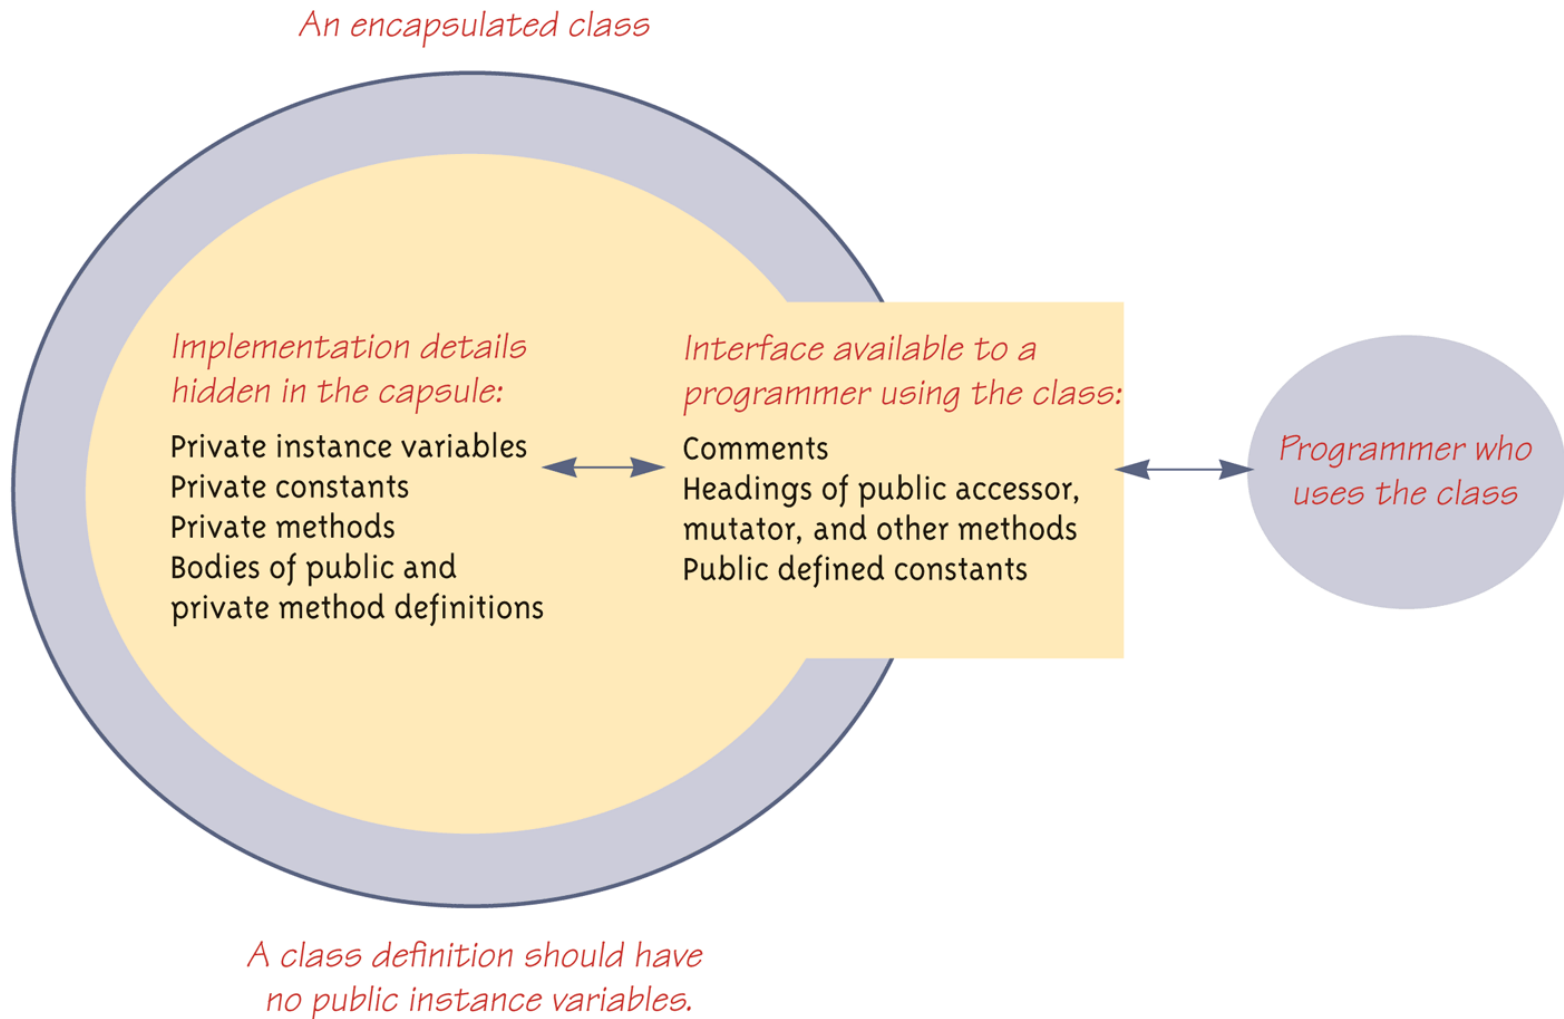 An encapsulated class
Implementation details
hidden in the capsule:
Private instance variables
Private constants
Private methods
Bodies of public and
private method definitions
Interface available to a
programmer using the class:
Comments
Headings of public accessor,
mutator, and other methods
Public defined constants
Programmer who
uses the class
A class definition should have
no public instance variables.